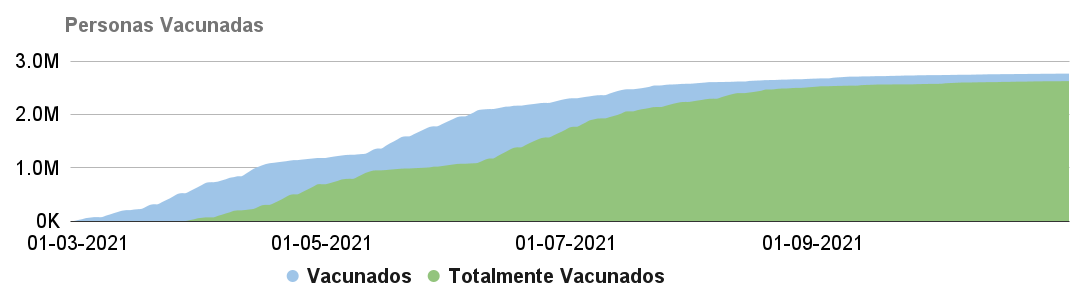 Personas Vacunadas
3.0M
2.0M
1.0M
0K
01-03-2021 01-05-2021 01-07-2021 01-09-2021
Vacunados Totalmente Vacunados